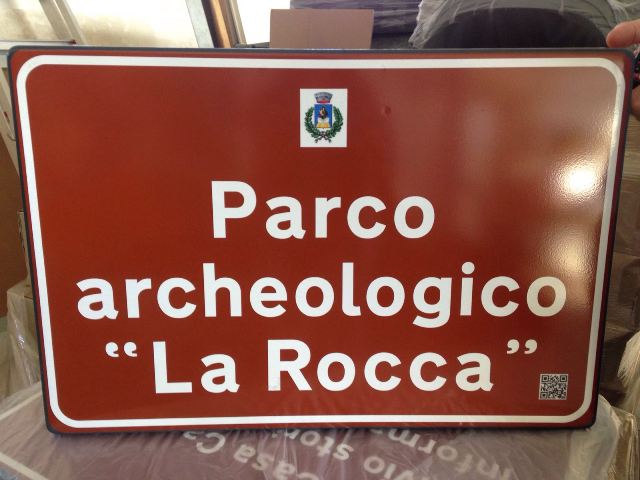 Parco
archeologico
“La Rocca”